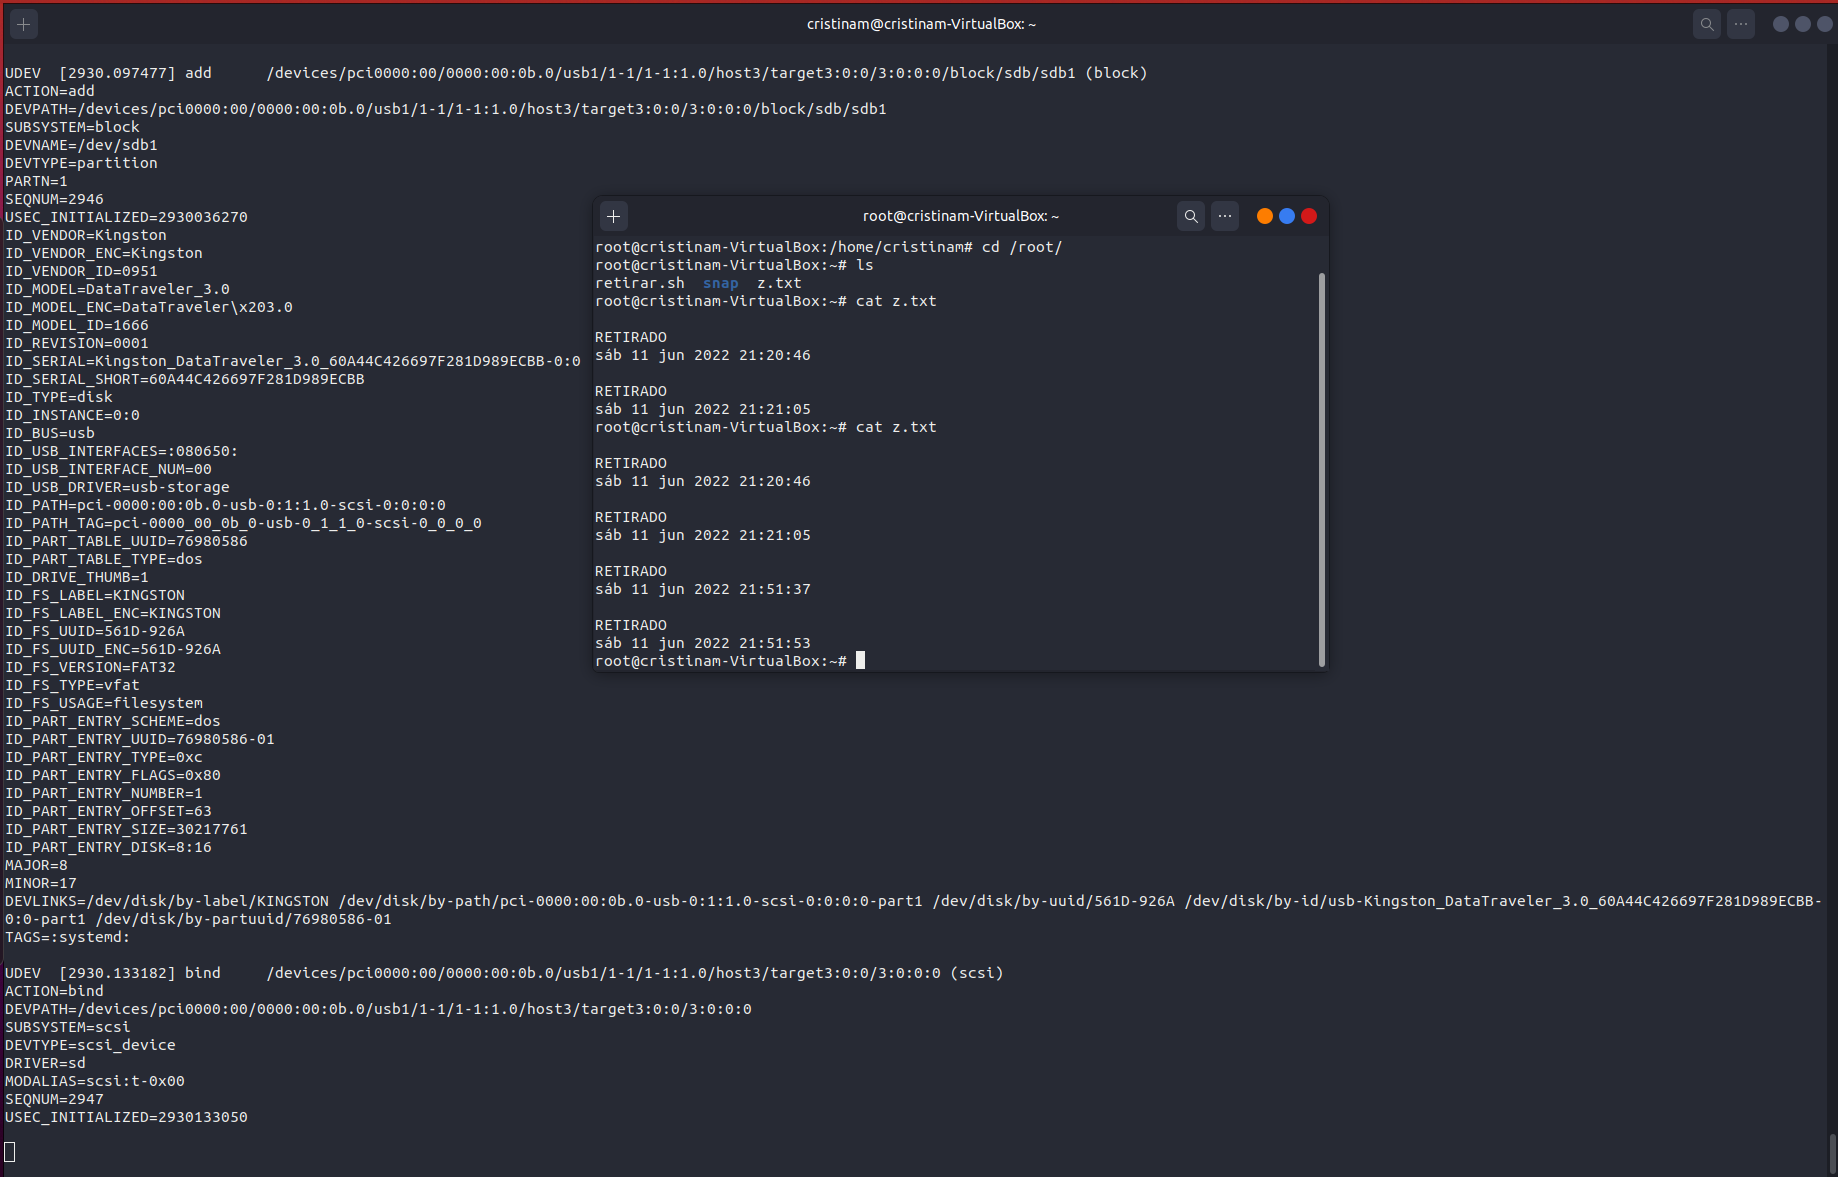 cristinam@cristinam-VirtualBox: ~
UDEV  [2930.097477] add      /devices/pci0000:00/0000:00:0b.0/usb1/1-1/1-1:1.0/host3/target3:0:0/3:0:0:0/block/sdb/sdb1 (block)
ACTION=add
DEVPATH=/devices/pci0000:00/0000:00:0b.0/usb1/1-1/1-1:1.0/host3/target3:0:0/3:0:0:0/block/sdb/sdb1
SUBSYSTEM=block
DEVNAME=/dev/sdb1
DEVTYPE=partition
PARTN=1
SEQNUM=2946
USEC_INITIALIZED=2930036270
ID_VENDOR=Kingston
ID_VENDOR_ENC=Kingston
ID_VENDOR_ID=0951
ID_MODEL=DataTraveler_3.0
ID_MODEL_ENC=DataTraveler\x203.0
ID_MODEL_ID=1666
ID_REVISION=0001
ID_SERIAL=Kingston_DataTraveler_3.0_60A44C426697F281D989ECBB-0:0
ID_SERIAL_SHORT=60A44C426697F281D989ECBB
ID_TYPE=disk
ID_INSTANCE=0:0
ID_BUS=usb
ID_USB_INTERFACES=:080650:
ID_USB_INTERFACE_NUM=00
ID_USB_DRIVER=usb-storage
ID_PATH=pci-0000:00:0b.0-usb-0:1:1.0-scsi-0:0:0:0
ID_PATH_TAG=pci-0000_00_0b_0-usb-0_1_1_0-scsi-0_0_0_0
ID_PART_TABLE_UUID=76980586
ID_PART_TABLE_TYPE=dos
ID_DRIVE_THUMB=1
ID_FS_LABEL=KINGSTON
ID_FS_LABEL_ENC=KINGSTON
ID_FS_UUID=561D-926A
ID_FS_UUID_ENC=561D-926A
ID_FS_VERSION=FAT32
ID_FS_TYPE=vfat
ID_FS_USAGE=filesystem
ID_PART_ENTRY_SCHEME=dos
ID_PART_ENTRY_UUID=76980586-01
ID_PART_ENTRY_TYPE=0xc
ID_PART_ENTRY_FLAGS=0x80
ID_PART_ENTRY_NUMBER=1
ID_PART_ENTRY_OFFSET=63
ID_PART_ENTRY_SIZE=30217761
ID_PART_ENTRY_DISK=8:16
MAJOR=8
MINOR=17
DEVLINKS=/dev/disk/by-label/KINGSTON /dev/disk/by-path/pci-0000:00:0b.0-usb-0:1:1.0-scsi-0:0:0:0-part1 /dev/disk/by-uuid/561D-926A /dev/disk/by-id/usb-Kingston_DataTraveler_3.0_60A44C426697F281D989ECBB-
0:0-part1 /dev/disk/by-partuuid/76980586-01
TAGS=:systemd:
UDEV  [2930.133182] bind     /devices/pci0000:00/0000:00:0b.0/usb1/1-1/1-1:1.0/host3/target3:0:0/3:0:0:0 (scsi)
ACTION=bind
DEVPATH=/devices/pci0000:00/0000:00:0b.0/usb1/1-1/1-1:1.0/host3/target3:0:0/3:0:0:0
SUBSYSTEM=scsi
DEVTYPE=scsi_device
DRIVER=sd
MODALIAS=scsi:t-0x00
SEQNUM=2947
USEC_INITIALIZED=2930133050
root@cristinam-VirtualBox: ~
root@cristinam-VirtualBox:/home/cristinam# cd /root/
root@cristinam-VirtualBox:~# ls
retirar.sh  snap  z.txt
root@cristinam-VirtualBox:~# cat z.txt
RETIRADO
sáb 11 jun 2022 21:20:46
RETIRADO
sáb 11 jun 2022 21:21:05
root@cristinam-VirtualBox:~# cat z.txt
RETIRADO
sáb 11 jun 2022 21:20:46
RETIRADO
sáb 11 jun 2022 21:21:05
RETIRADO
sáb 11 jun 2022 21:51:37
RETIRADO
sáb 11 jun 2022 21:51:53
root@cristinam-VirtualBox:~#